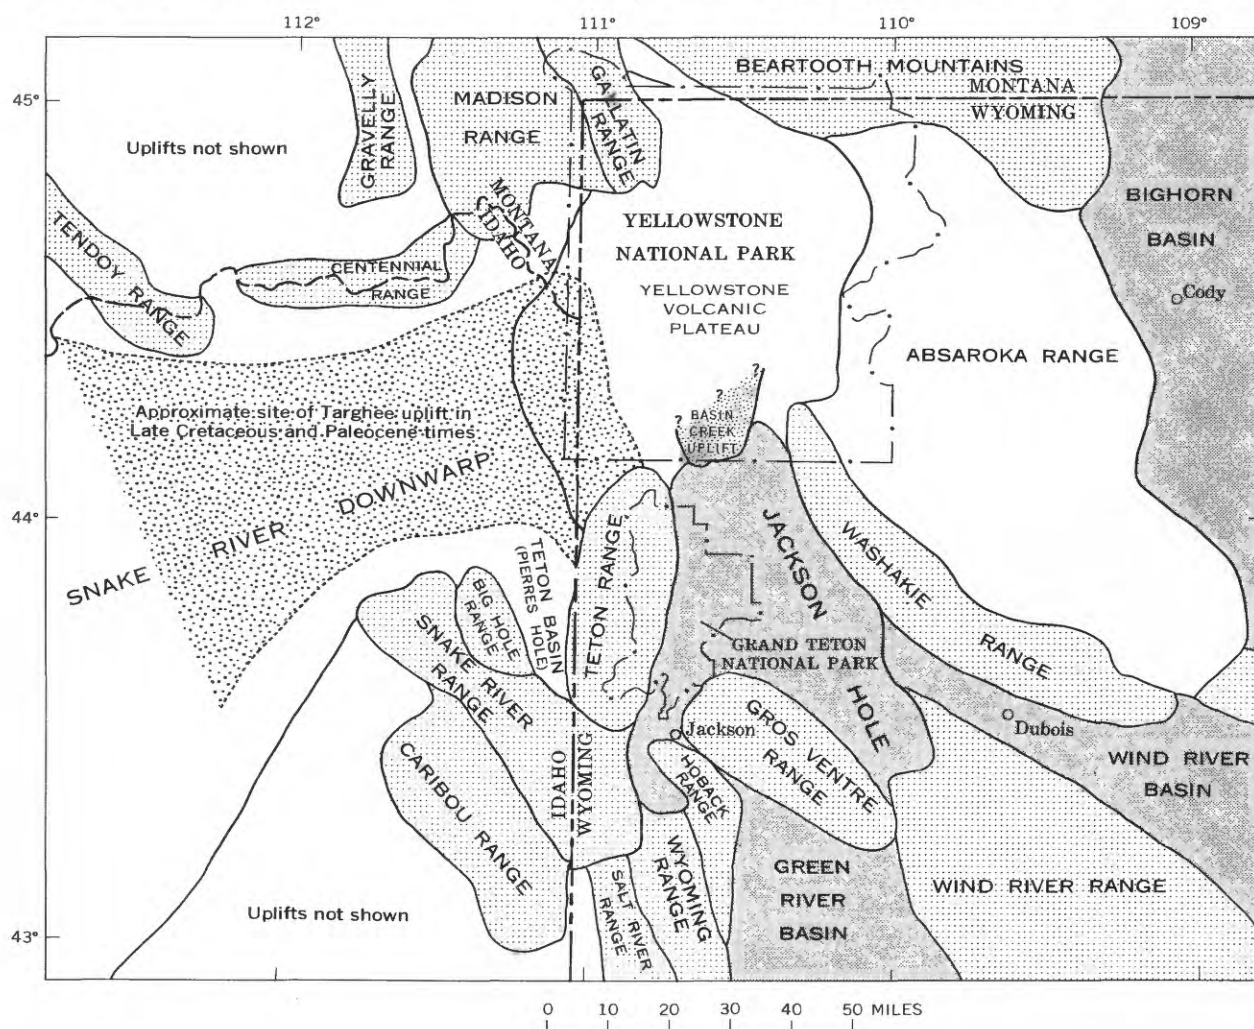 112°
111°
110°
109°
45°
44°
43°
BEARTOOTH MOUNTAINS
MONTANA
WYOMING
GRAVELLY
RANGE
MADISON
RANGE
GALLATIN
RANGE
Uplifts not shown
MONTANA
IDAHO
TENDOY RANGE
CENTENNIAL
RANGE
YELLOWSTONE
NATIONAL PARK
YELLOWSTONE
VOLCANIC
PLATEAU
BIGHORN
BASIN
Cody
ABSAROKA RANGE
?
?
?
BASIN
CREEK
UPLIFT
Approximate site of Targhee uplift in
Late Cretaceous and Paleocene times
SNAKE RIVER DOWNWARP
TETON BASIN
(PIERRES HOLE)
BIG HOLE
RANGE
TETON RANGE
JACKSON HOLE
WASHAKIE
RANGE
SNAKE RIVER
RANGE
GRAND TETON
NATIONAL PARK
Dubois
WIND RIVER
BASIN
Jackson
GROS VENTRE
RANGE
HOBACK
RANGE
CARIBOU RANGE
IDAHO
WYOMING
WYOMING
RANGE
SALT RIVER
RANGE
GREEN
RIVER
BASIN
WIND RIVER RANGE
Uplifts not shown
0 10 20 30 40 50 MILES